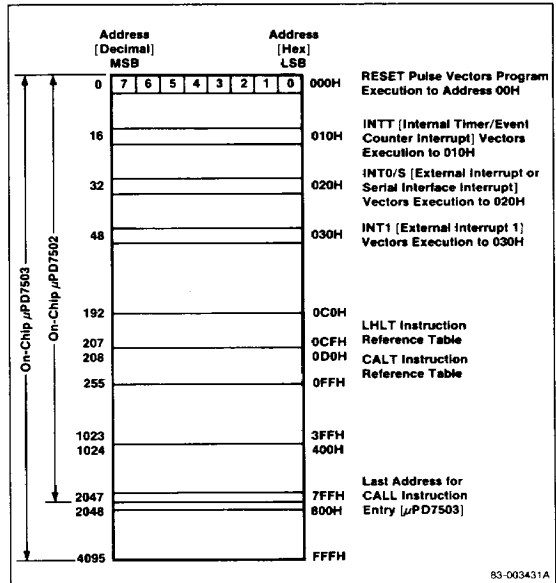 Address
[Decimal]
MSB
Address
[Hex]
LSB
0 7 6 5 4 3 2 1 0 000H
RESET Pulse Vectors Program
Execution to Address 00H
16 010H
INTT [Internal Timer/Event
Counter Interrupt] Vectors
Execution to 010H
32 020H
INT0/S [External Interrupt or
Serial Interface Interrupt]
Vectors Execution to 020H
48 030H
INT1 [External Interrupt 1]
Vectors Execution to 030H
On-Chip µPD7503
On-Chip µPD7502
192 0C0H
LHLT Instruction
Reference Table
207 0CFH
208 0D0H
CALT Instruction
Reference Table
255 0FFH
1023 3FFH
1024 400H
2047 7FFH
2048 800H
Last Address for
CALL Instruction
Entry [µPD7503]
4095 FFFH
83-003431A